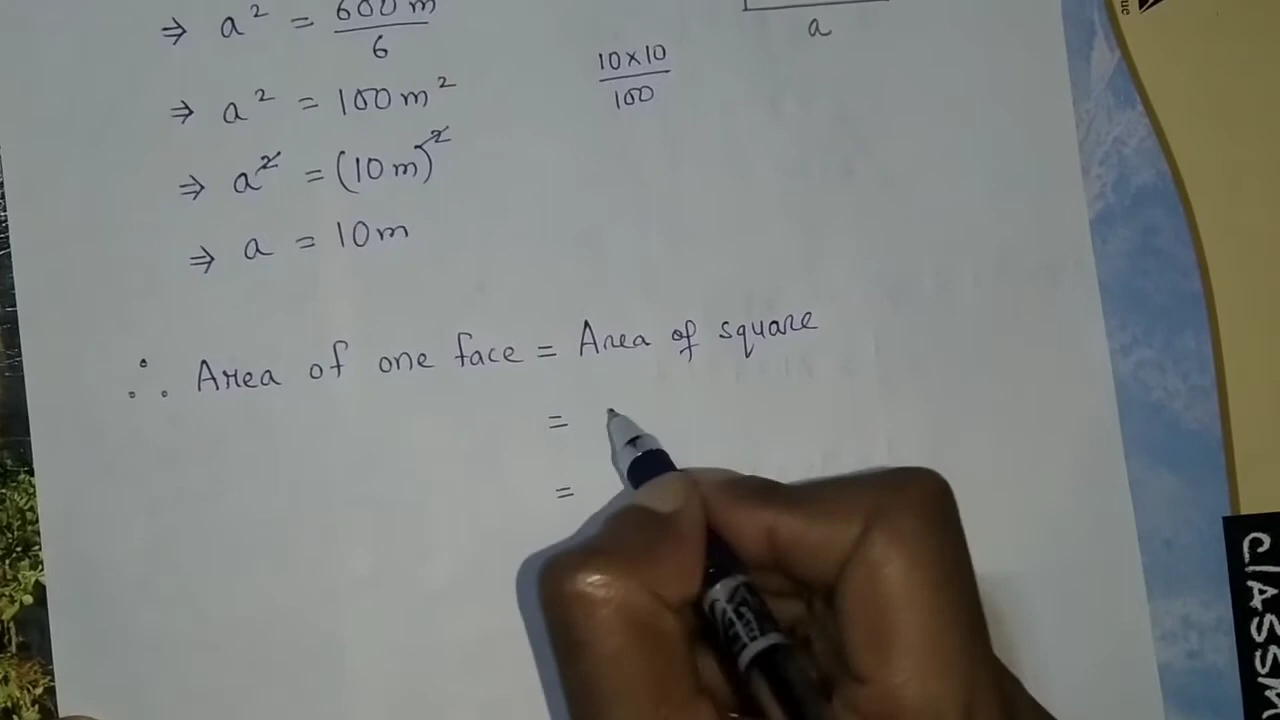 ⇒ a² = 600 m / 6
a
10×10 / 100
⇒ a² = 100 m²
⇒ a² = (10 m)²
⇒ a = 10 m
∴ Area of one face = Area of square
=
=
CLASSM